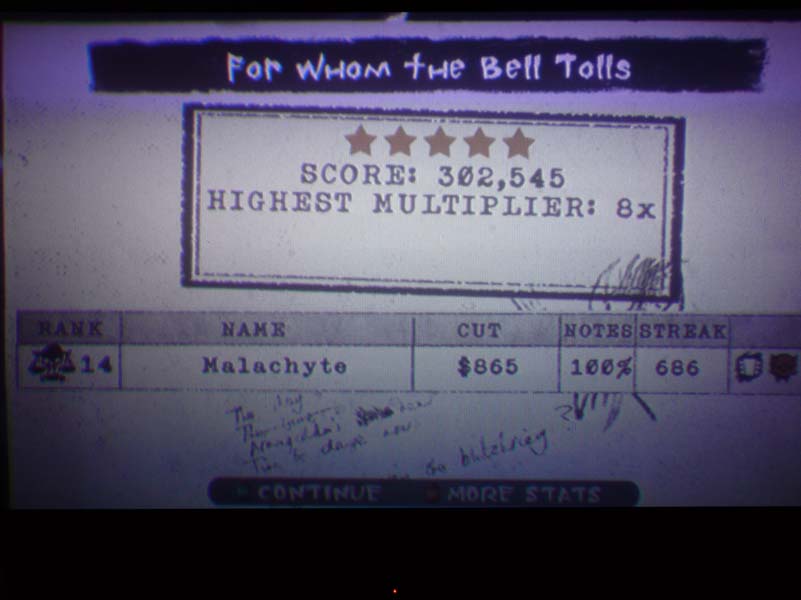 For Whom the Bell Tolls
SCORE: 302,545
HIGHEST MULTIPLIER: 8x
RANK NAME CUT NOTES STREAK
14 Malachyte $865 100% 686
CONTINUE MORE STATS